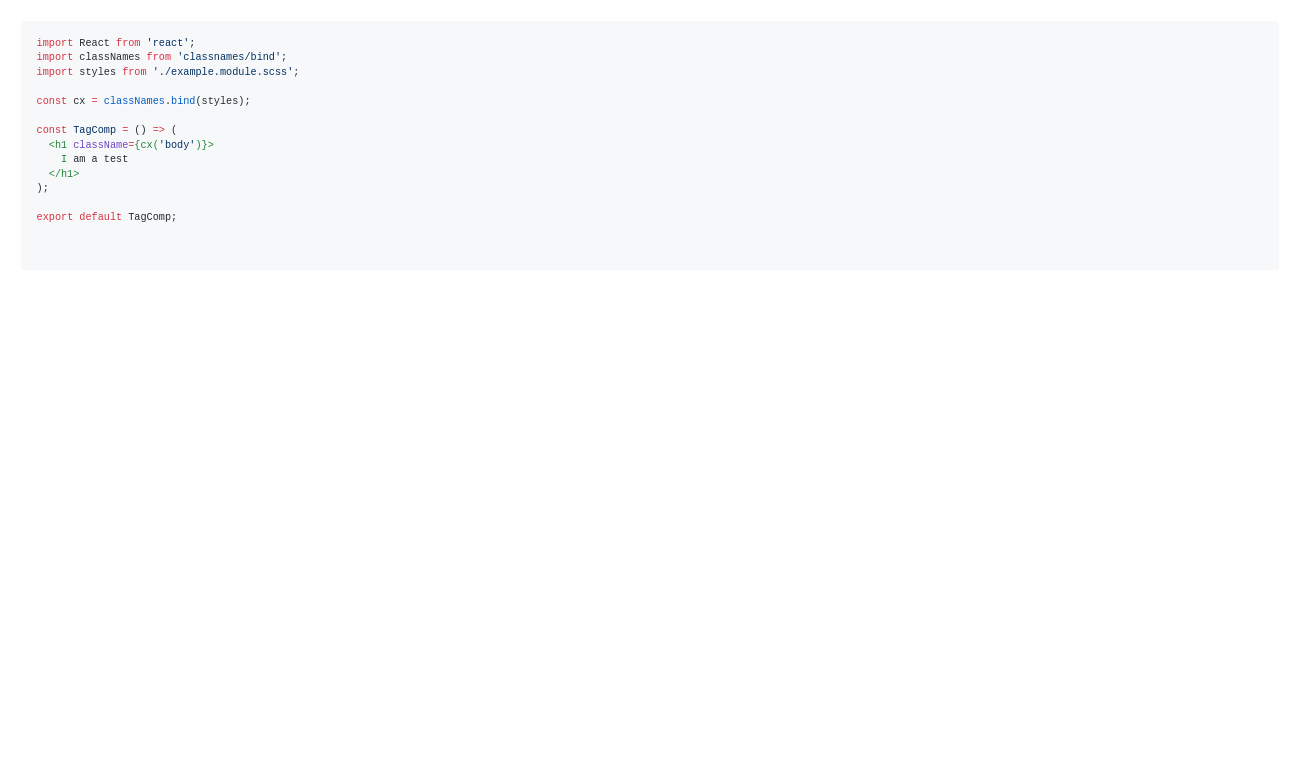 import React from 'react';
import classNames from 'classnames/bind';
import styles from './example.module.scss';

const cx = classNames.bind(styles);

const TagComp = () => (
  <h1 className={cx('body')}>
    I am a test
  </h1>
);

export default TagComp;